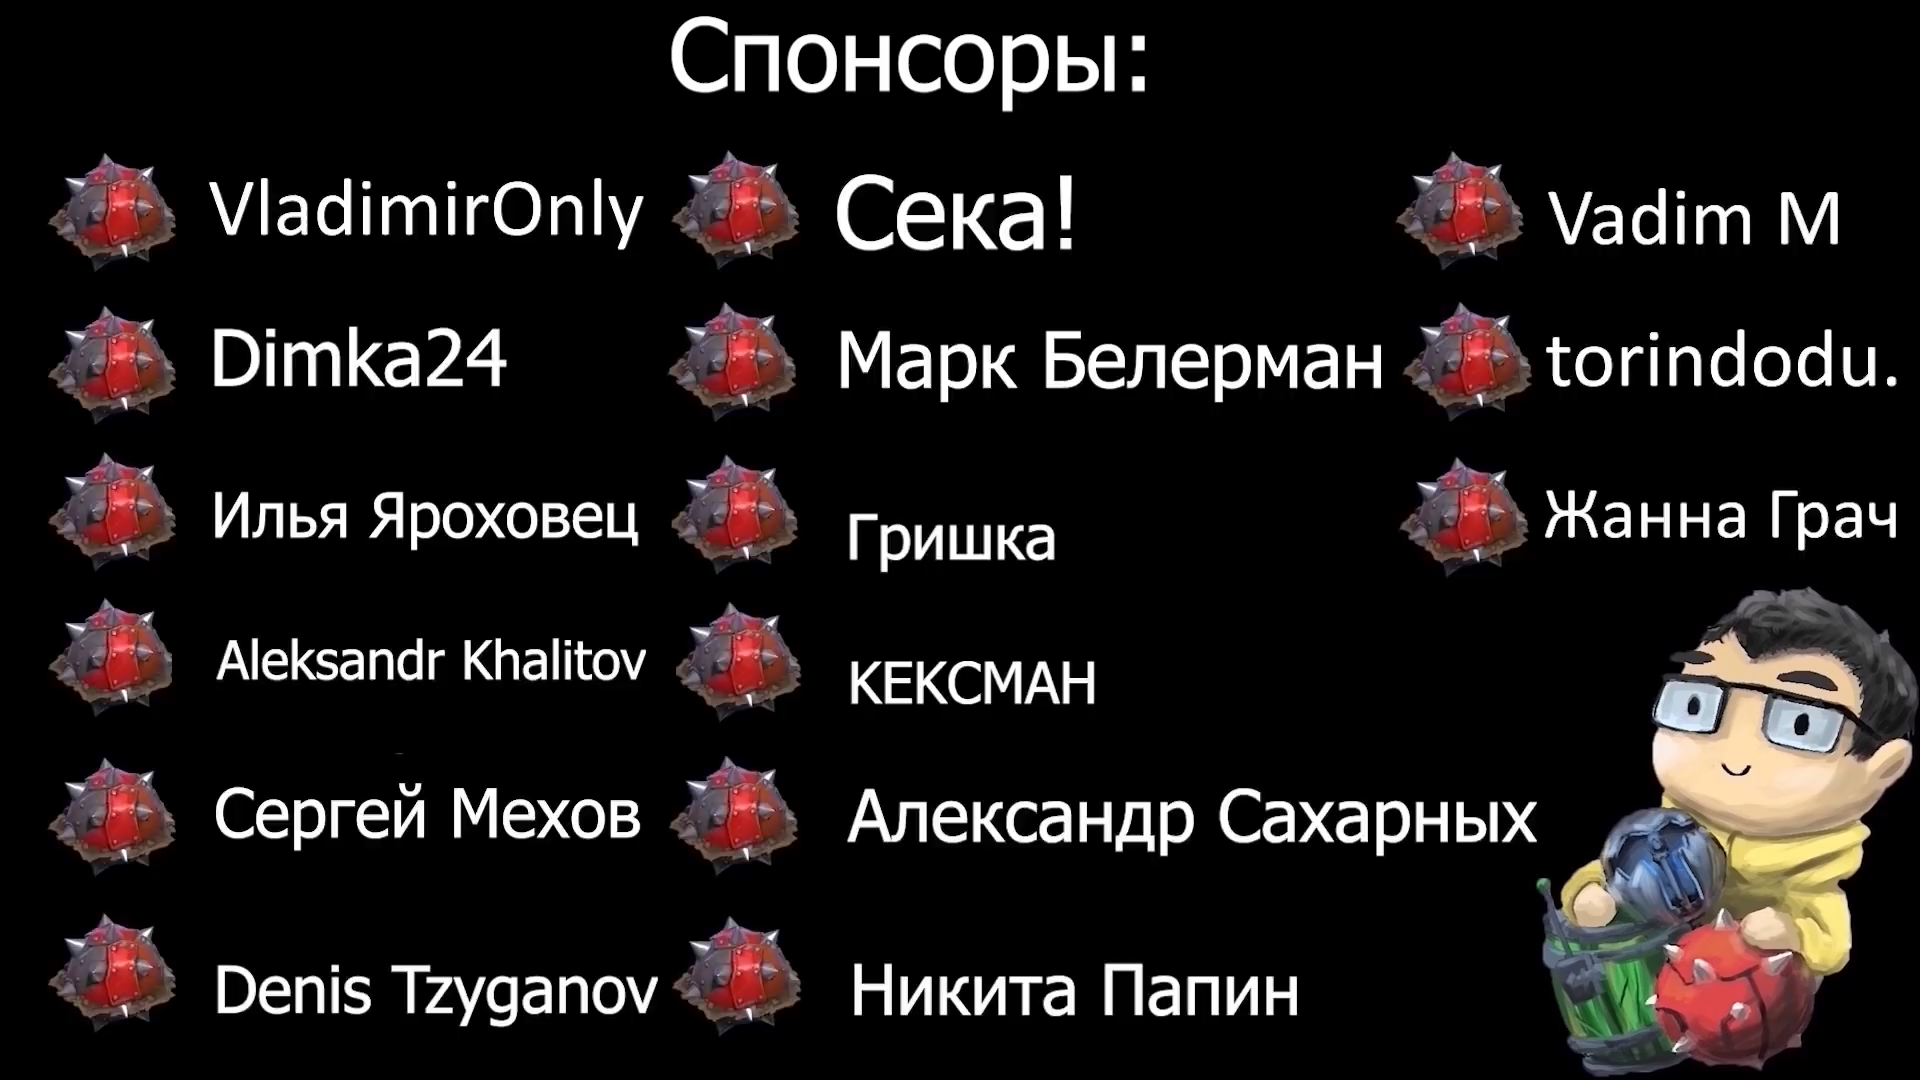 Спонсоры:
VladimirOnly
Dimka24
Илья Яроховец
Aleksandr Khalitov
Сергей Мехов
Denis Tzyganov
Сека!
Марк Белерман
Гришка
КЕКСМАН
Александр Сахарных
Никита Папин
Vadim M
torindodu.
Жанна Грач